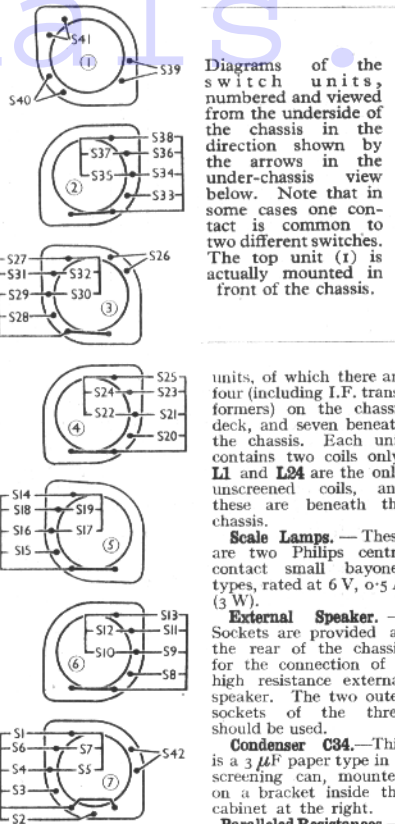 S41
(1)
S39
S40
Diagrams of the
switch units,
numbered and viewed
from the underside of
the chassis in the
direction shown by
the arrows in the
under-chassis view
below. Note that in
some cases one con-
tact is common to
two different switches.
The top unit (1) is
actually mounted in
front of the chassis.
S38
S37 S36
S35 S34
(2)
S33
S27 S26
S31 S32
S29 S30
S28 (3)
S25
S24 S23
S22 S21
(4) S20
S14
S18 S19
S16 S17
S15 (5)
S13
S12 S11
S10 S9
(6) S8
S1
S6 S7 S42
S4 S5
S3 (7)
S2
units, of which there ar
four (including I.F. trans
formers) on the chass
deck, and seven beneat
the chassis. Each uni
contains two coils only
L1 and L24 are the onl
unscreened coils, an
these are beneath th
chassis.
Scale Lamps. — Thes
are two Philips centr
contact small bayone
types, rated at 6 V, 0·5 A
(3 W).
External Speaker. —
Sockets are provided a
the rear of the chassi
for the connection of
high resistance externa
speaker. The two oute
sockets of the thre
should be used.
Condenser C34.—Thi
is a 3 μF paper type in
screening can, mounte
on a bracket inside th
cabinet at the right.
Paralleled Resistances.—